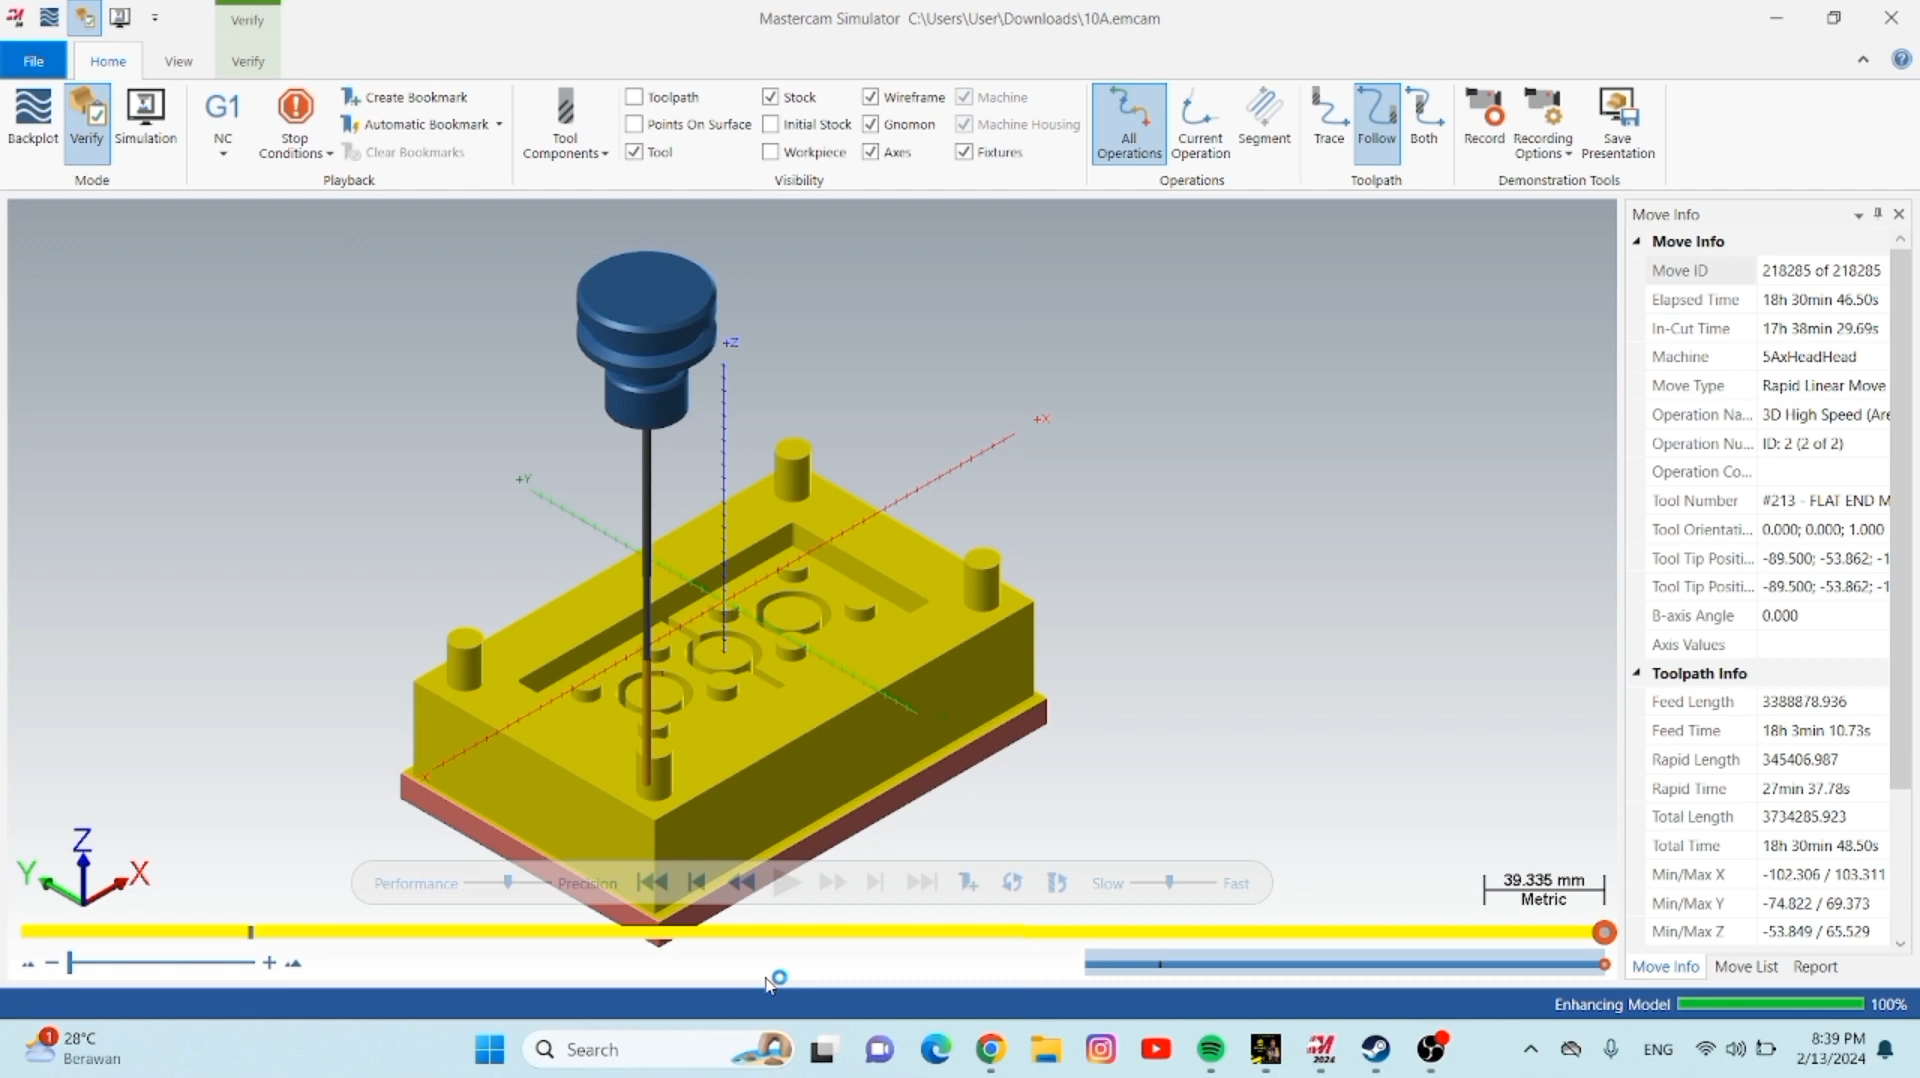 Verify
Mastercam Simulator C:\Users\User\Downloads\10A.emcam
File Home View Verify
Backplot Verify Simulation
Mode
G1 NC
Stop Conditions
Create Bookmark
Automatic Bookmark
Clear Bookmarks
Playback
Tool Components
Toolpath Stock Wireframe Machine
Points On Surface Initial Stock Gnomon Machine Housing
Tool Workpiece Axes Fixtures
Visibility
All Operations
Current Operation
Segment
Operations
Trace Follow Both
Toolpath
Record
Recording Options
Save Presentation
Demonstration Tools
+Z
+X
+Y
Z
Y X
Performance Precision Slow Fast
39.335 mm
Metric
Move Info
Move Info
Move ID 218285 of 218285
Elapsed Time 18h 30min 46.50s
In-Cut Time 17h 38min 29.69s
Machine 5AxHeadHead
Move Type Rapid Linear Move
Operation Na... 3D High Speed (Are
Operation Nu... ID: 2 (2 of 2)
Operation Co...
Tool Number #213 - FLAT END M
Tool Orientati... 0.000; 0.000; 1.000
Tool Tip Positi... -89.500; -53.862; -1
Tool Tip Positi... -89.500; -53.862; -1
B-axis Angle 0.000
Axis Values
Toolpath Info
Feed Length 3388878.936
Feed Time 18h 3min 10.73s
Rapid Length 345406.987
Rapid Time 27min 37.78s
Total Length 3734285.923
Total Time 18h 30min 48.50s
Min/Max X -102.306 / 103.311
Min/Max Y -74.822 / 69.373
Min/Max Z -53.849 / 65.529
Move Info Move List Report
Enhancing Model 100%
1 28°C
Berawan
Search
2024
ENG
8:39 PM
2/13/2024